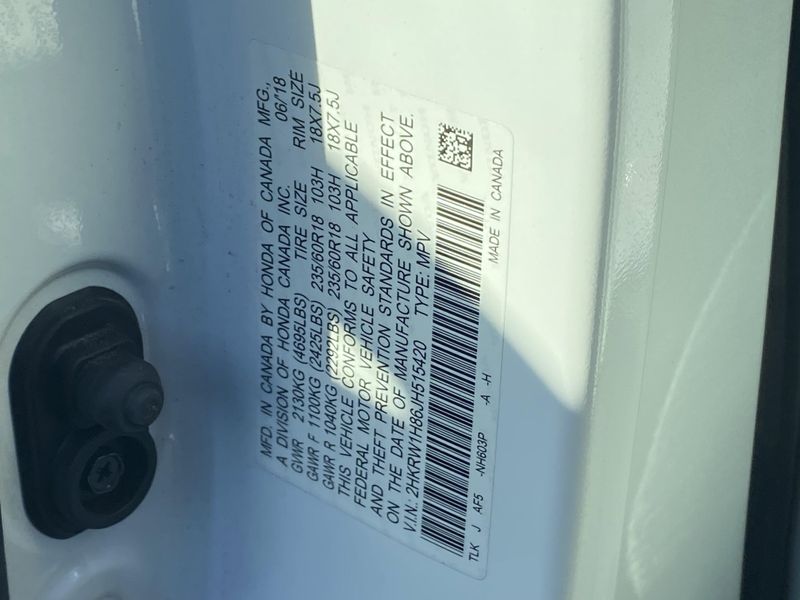 MFD. IN CANADA BY HONDA OF CANADA MFG.,
A DIVISION OF HONDA CANADA INC. 06/18
GVWR 2130KG (4695LBS) TIRE SIZE RIM SIZE
GAWR F 1100KG (2425LBS) 235/60R18 103H 18X7.5J
GAWR R 1040KG (2292LBS) 235/60R18 103H 18X7.5J
THIS VEHICLE CONFORMS TO ALL APPLICABLE
FEDERAL MOTOR VEHICLE SAFETY
AND THEFT PREVENTION STANDARDS IN EFFECT
ON THE DATE OF MANUFACTURE SHOWN ABOVE.
V.I.N.: 2HKRW1H86JH515420 TYPE: MPV
TLK J AF5 -NH603P -A -H MADE IN CANADA